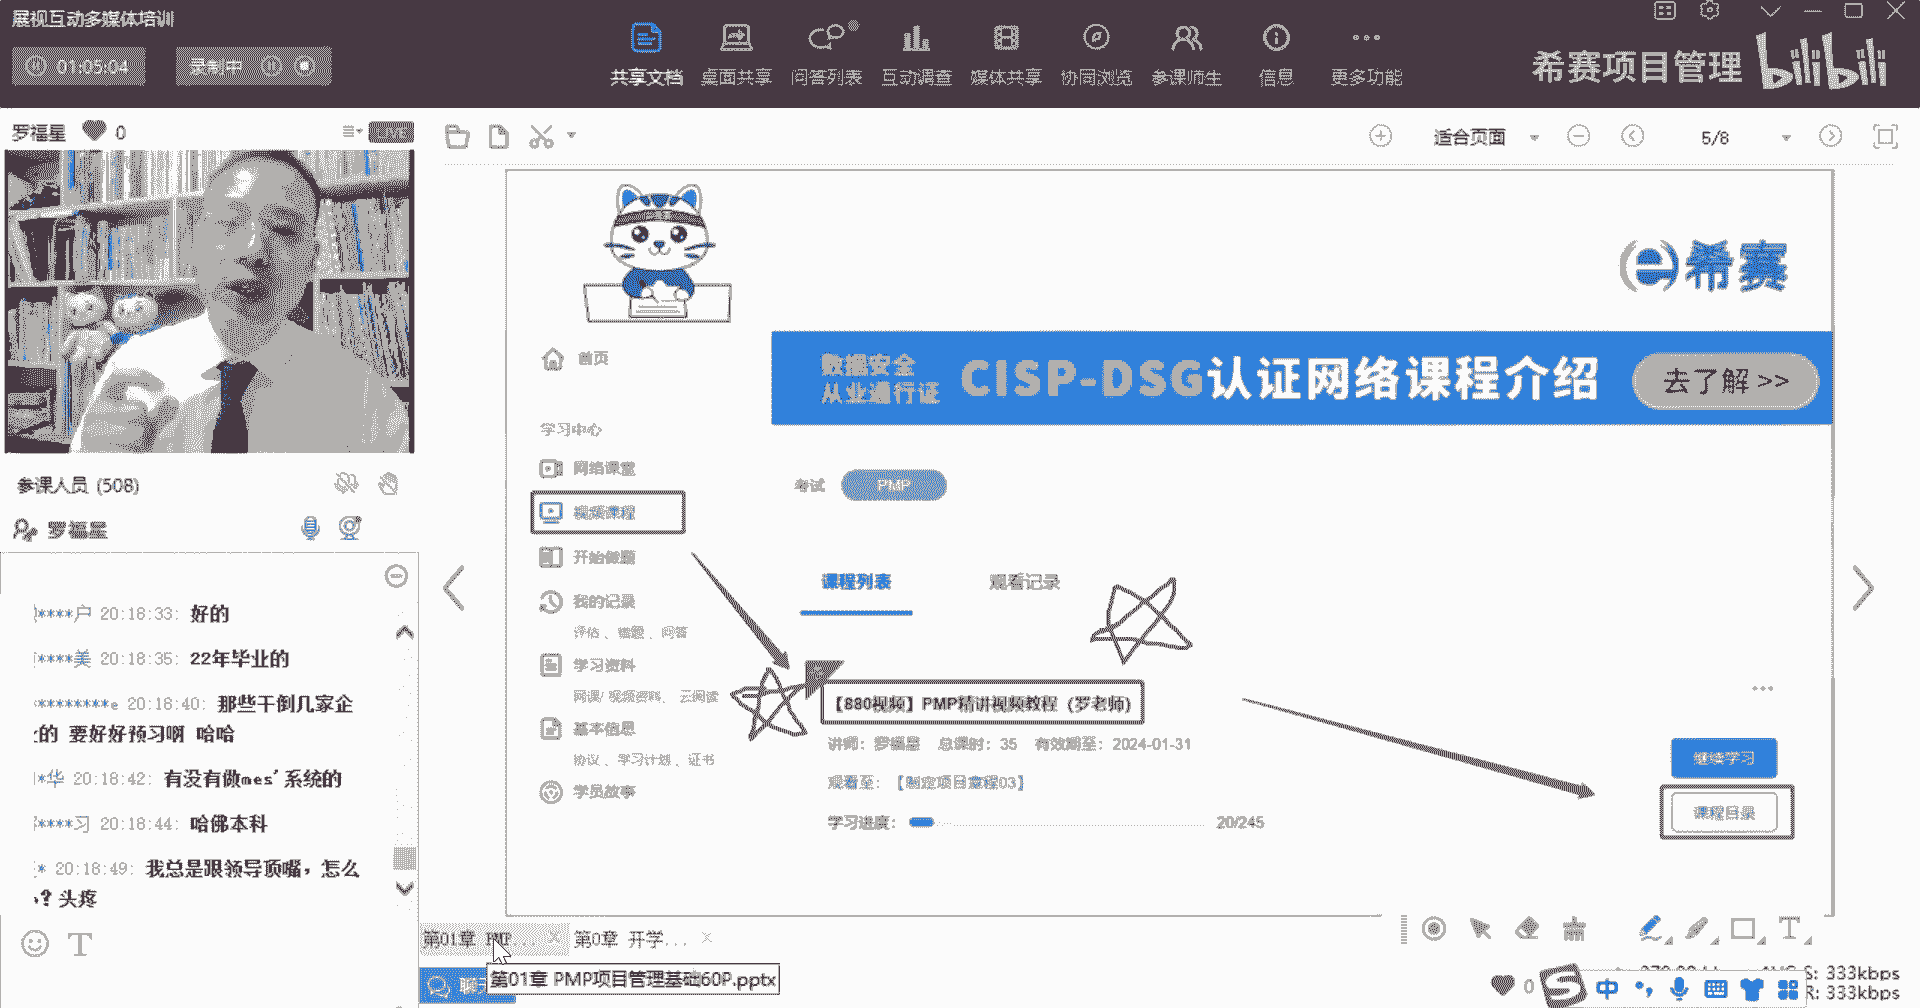 展视互动多媒体培训
01:05:04
录制中
共享文档
桌面共享
问答列表
互动调查
媒体共享
协同浏览
参课师生
信息
更多功能
希赛项目管理
bilibili
罗福星 0
LIVE
适合页面
5/8
参课人员 (508)
罗福星
****户 20:18:33: 好的
****美 20:18:35: 22年毕业的
********e 20:18:40: 那些干倒几家企
的 要好好预习啊 哈哈
*华 20:18:42: 有没有做mes'系统的
****习 20:18:44: 哈佛本科
* 20:18:49: 我总是跟领导顶嘴，怎么
? 头疼
e希赛
首页
学习中心
网络课堂
视频课程
开始做题
我的记录
评估、错题、问答
学习资料
网课/视频资料、云阅读
基本信息
协议、学习计划、证书
学员故事
数据安全
从业通行证
CISP-DSG认证网络课程介绍
去了解 >>
考试
PMP
课程列表
观看记录
【880视频】PMP精讲视频教程（罗老师）
讲师：罗福星 总课时：35 有效期至：2024-01-31
观看至：【制定项目章程03】
学习进度：
20/245
继续学习
课程目录
第01章 PMP...
第0章 开学...
第01章 PMP项目管理基础60P.pptx
0
S: 333kbps
R: 333kbps
中